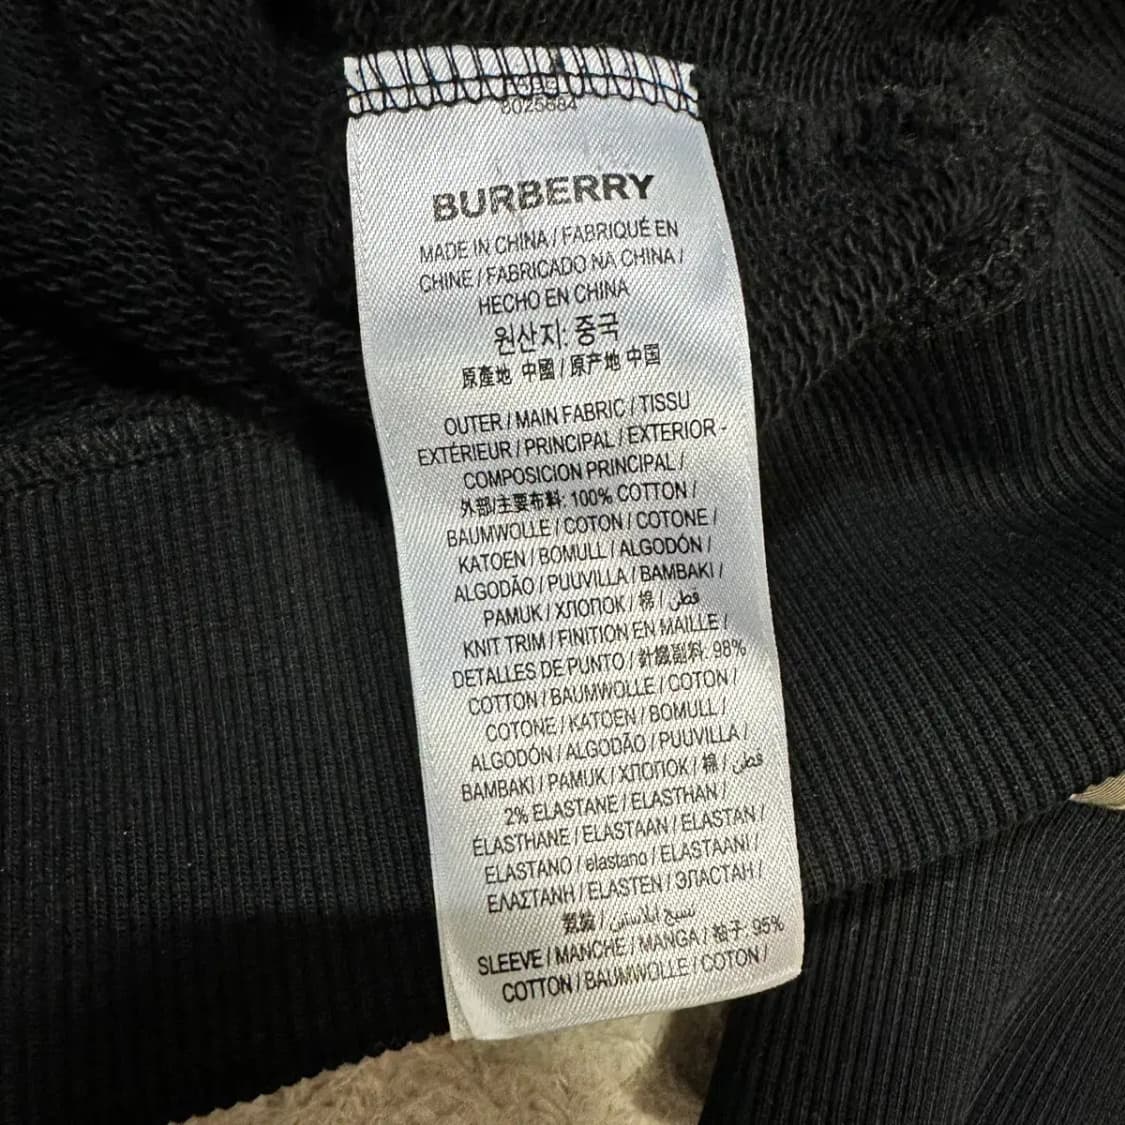 8025684
BURBERRY
MADE IN CHINA / FABRIQUÉ EN
CHINE / FABRICADO NA CHINA /
HECHO EN CHINA
원산지: 중국
原產地 中國 / 原产地 中国
OUTER / MAIN FABRIC / TISSU
EXTÉRIEUR / PRINCIPAL / EXTERIOR -
COMPOSICION PRINCIPAL /
外部/主要布料: 100% COTTON /
BAUMWOLLE / COTON / COTONE /
KATOEN / BOMULL / ALGODÓN /
ALGODÃO / PUUVILLA / BAMBAKI /
PAMUK / ХЛОПОК / 棉 / قطن
KNIT TRIM / FINITION EN MAILLE /
DETALLES DE PUNTO / 針織副料: 98%
COTTON / BAUMWOLLE / COTON /
COTONE / KATOEN / BOMULL /
ALGODÓN / ALGODÃO / PUUVILLA /
BAMBAKI / PAMUK / ХЛОПОК / 棉 / قطن
2% ELASTANE / ELASTHAN /
ÉLASTHANE / ELASTAAN / ELASTAN /
ELASTANO / elastano / ELASTAANI /
ΕΛΑΣΤΑΝΗ / ELASTEN / ЭЛАСТАН /
نسيج ايلاستين /
SLEEVE / MANCHE / MANGA / 袖子: 95%
COTTON / BAUMWOLLE / COTON /